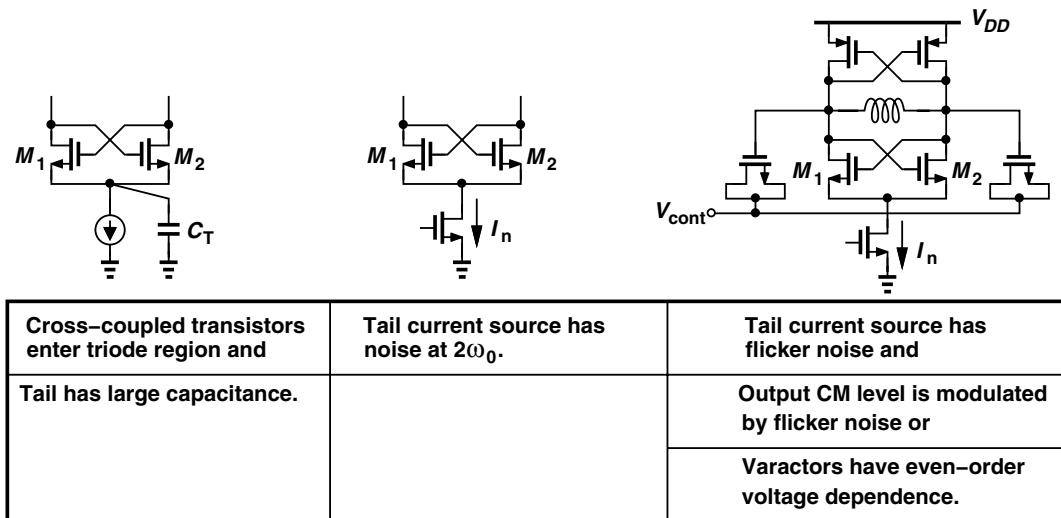 V_DD
M_1
M_2
C_T
M_1
M_2
I_n
M_1
M_2
V_cont
I_n
Cross–coupled transistors
enter triode region and
Tail current source has
noise at 2ω_0.
Tail current source has
flicker noise and
Tail has large capacitance.
Output CM level is modulated
by flicker noise or
Varactors have even–order
voltage dependence.